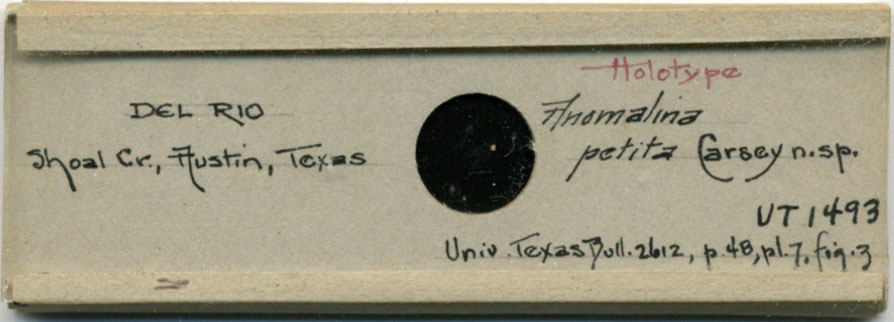 DEL RIO
Shoal Cr., Austin, Texas
Holotype
Anomalina
petita Carsey n.sp.
UT 1493
Univ. Texas Bull. 2612, p. 48, pl. 7, fig. 3